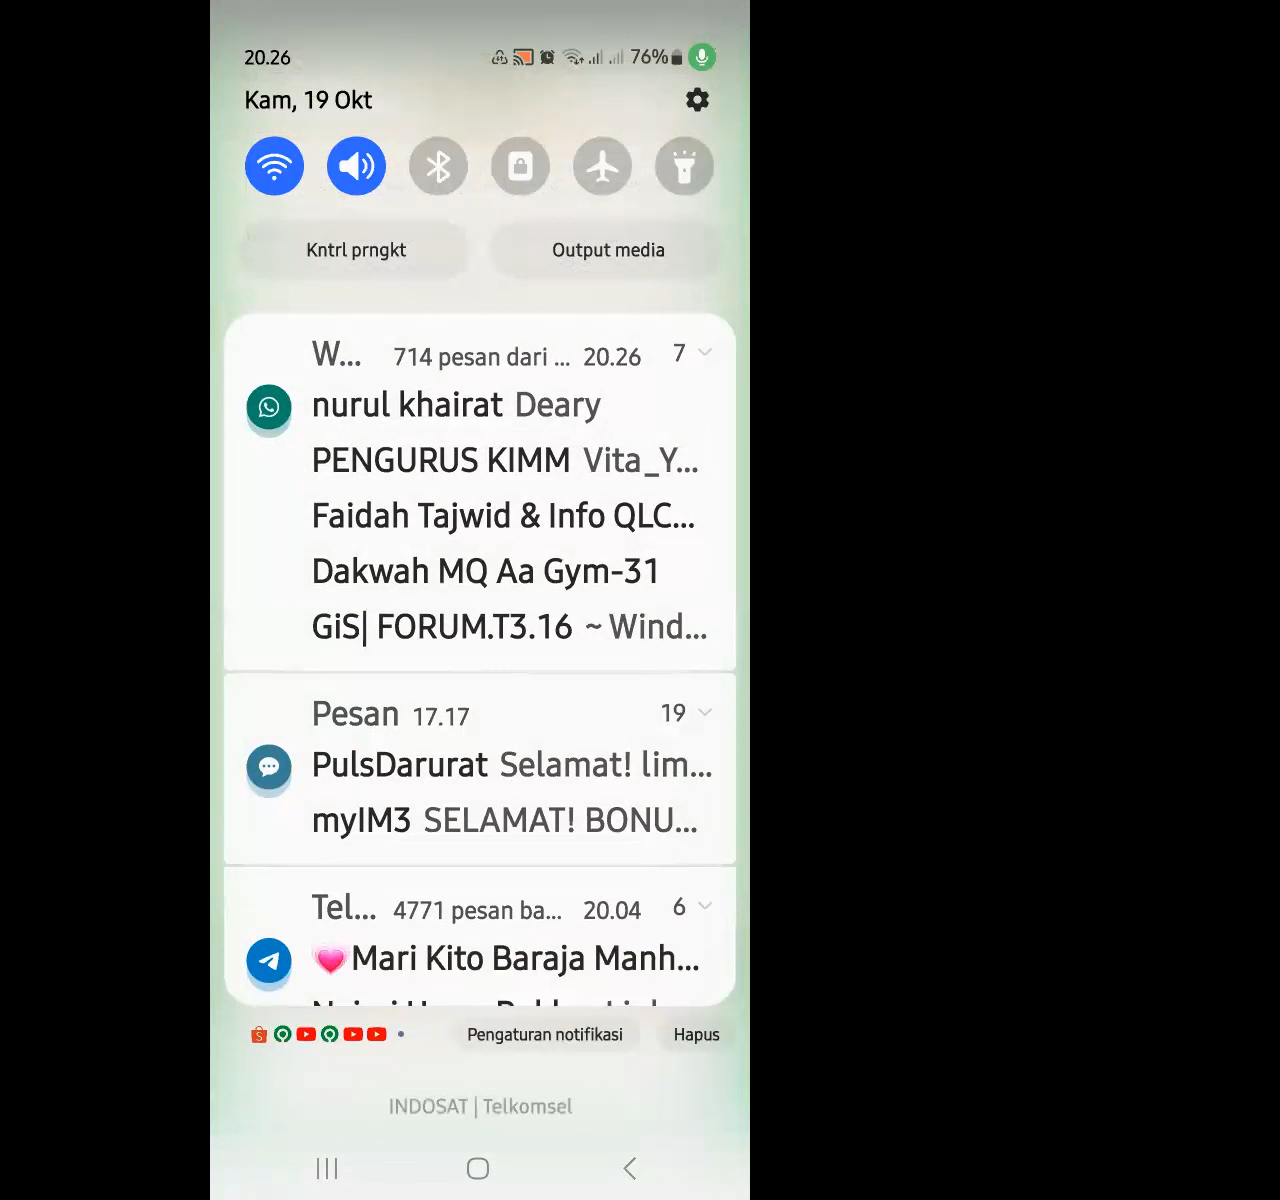 20.26
76%
Kam, 19 Okt
Kntrl prngkt
Output media
W... 714 pesan dari ... 20.26 7
nurul khairat Deary
PENGURUS KIMM Vita_Y...
Faidah Tajwid & Info QLC...
Dakwah MQ Aa Gym-31
GiS| FORUM.T3.16 ~ Wind...
Pesan 17.17 19
PulsDarurat Selamat! lim...
myIM3 SELAMAT! BONU...
Tel... 4771 pesan ba... 20.04 6
Mari Kito Baraja Manh...
Pengaturan notifikasi
Hapus
INDOSAT | Telkomsel